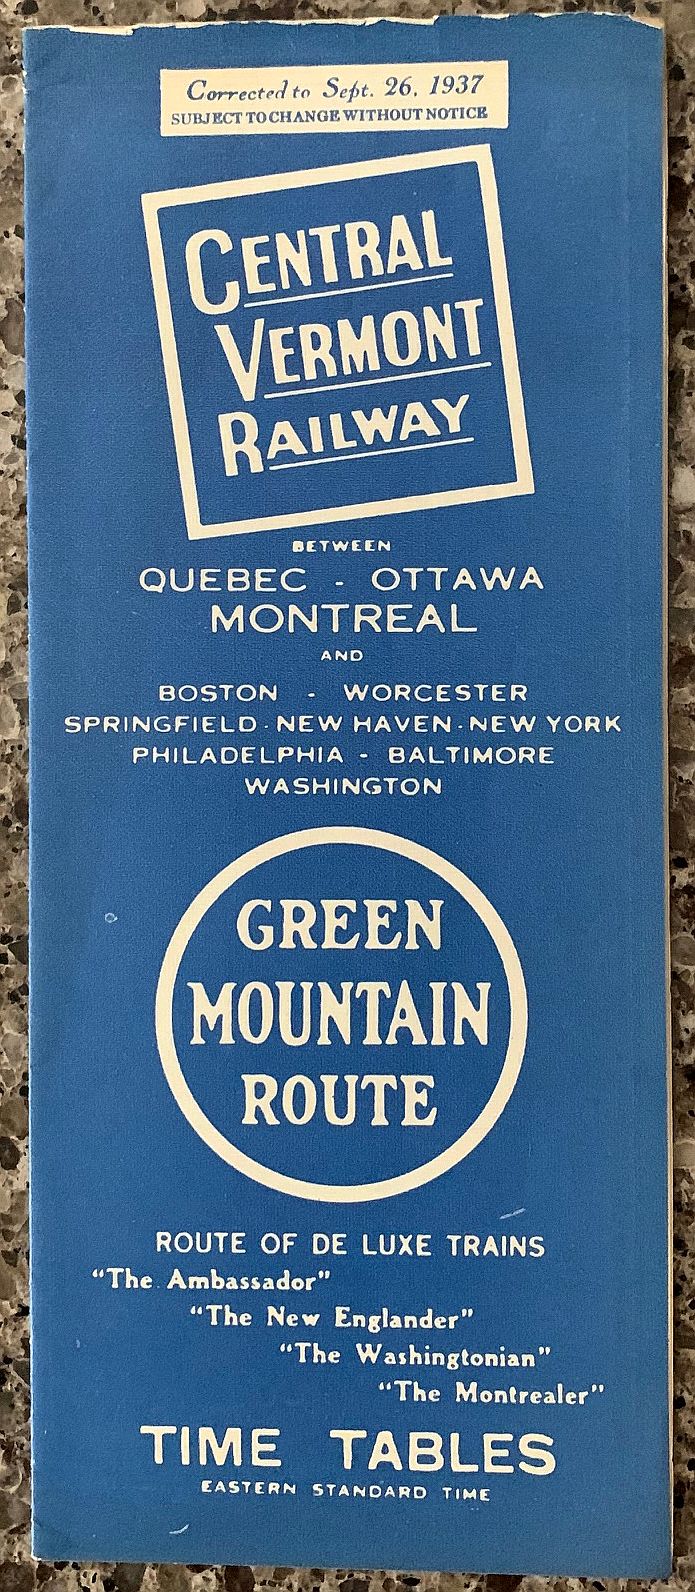 Corrected to Sept. 26, 1937
SUBJECT TO CHANGE WITHOUT NOTICE
CENTRAL
VERMONT
RAILWAY
BETWEEN
QUEBEC - OTTAWA
MONTREAL
AND
BOSTON - WORCESTER
SPRINGFIELD - NEW HAVEN - NEW YORK
PHILADELPHIA - BALTIMORE
WASHINGTON
GREEN
MOUNTAIN
ROUTE
ROUTE OF DE LUXE TRAINS
“The Ambassador”
“The New Englander”
“The Washingtonian”
“The Montrealer”
TIME TABLES
EASTERN STANDARD TIME